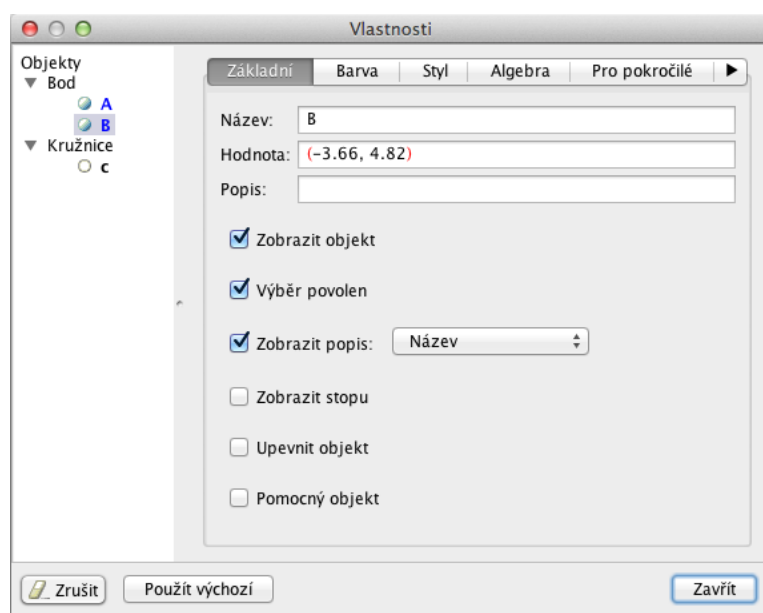 Vlastnosti
Objekty
Bod
A
B
Kružnice
c
Základní Barva Styl Algebra Pro pokročilé
Název: B
Hodnota: (-3.66, 4.82)
Popis:
Zobrazit objekt
Výběr povolen
Zobrazit popis: Název
Zobrazit stopu
Upevnit objekt
Pomocný objekt
Zrušit Použít výchozí Zavřít